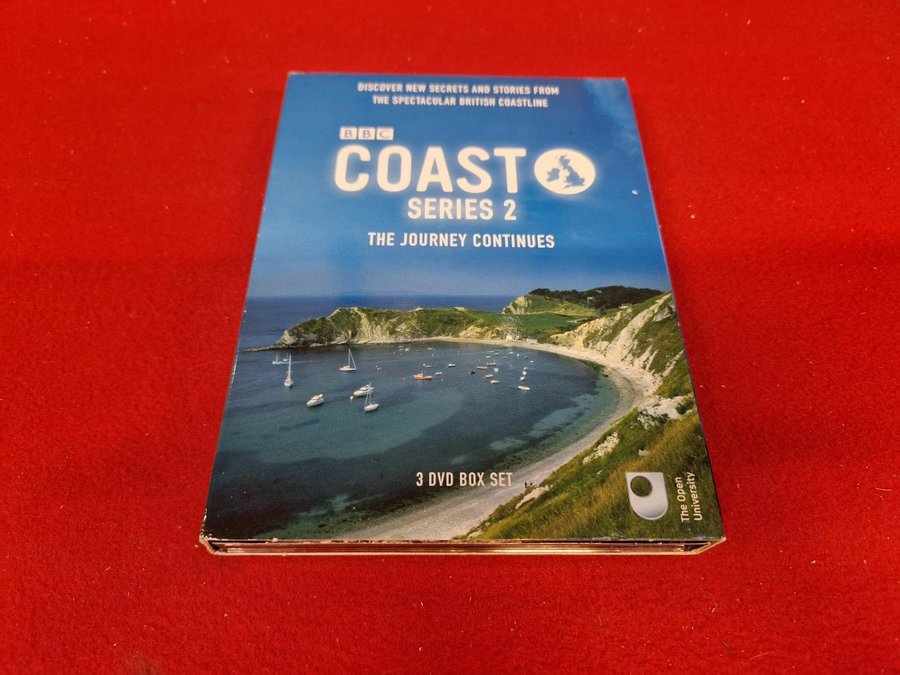 DISCOVER NEW SECRETS AND STORIES FROM
THE SPECTACULAR BRITISH COASTLINE
BBC
COAST
SERIES 2
THE JOURNEY CONTINUES
3 DVD BOX SET
The Open
University